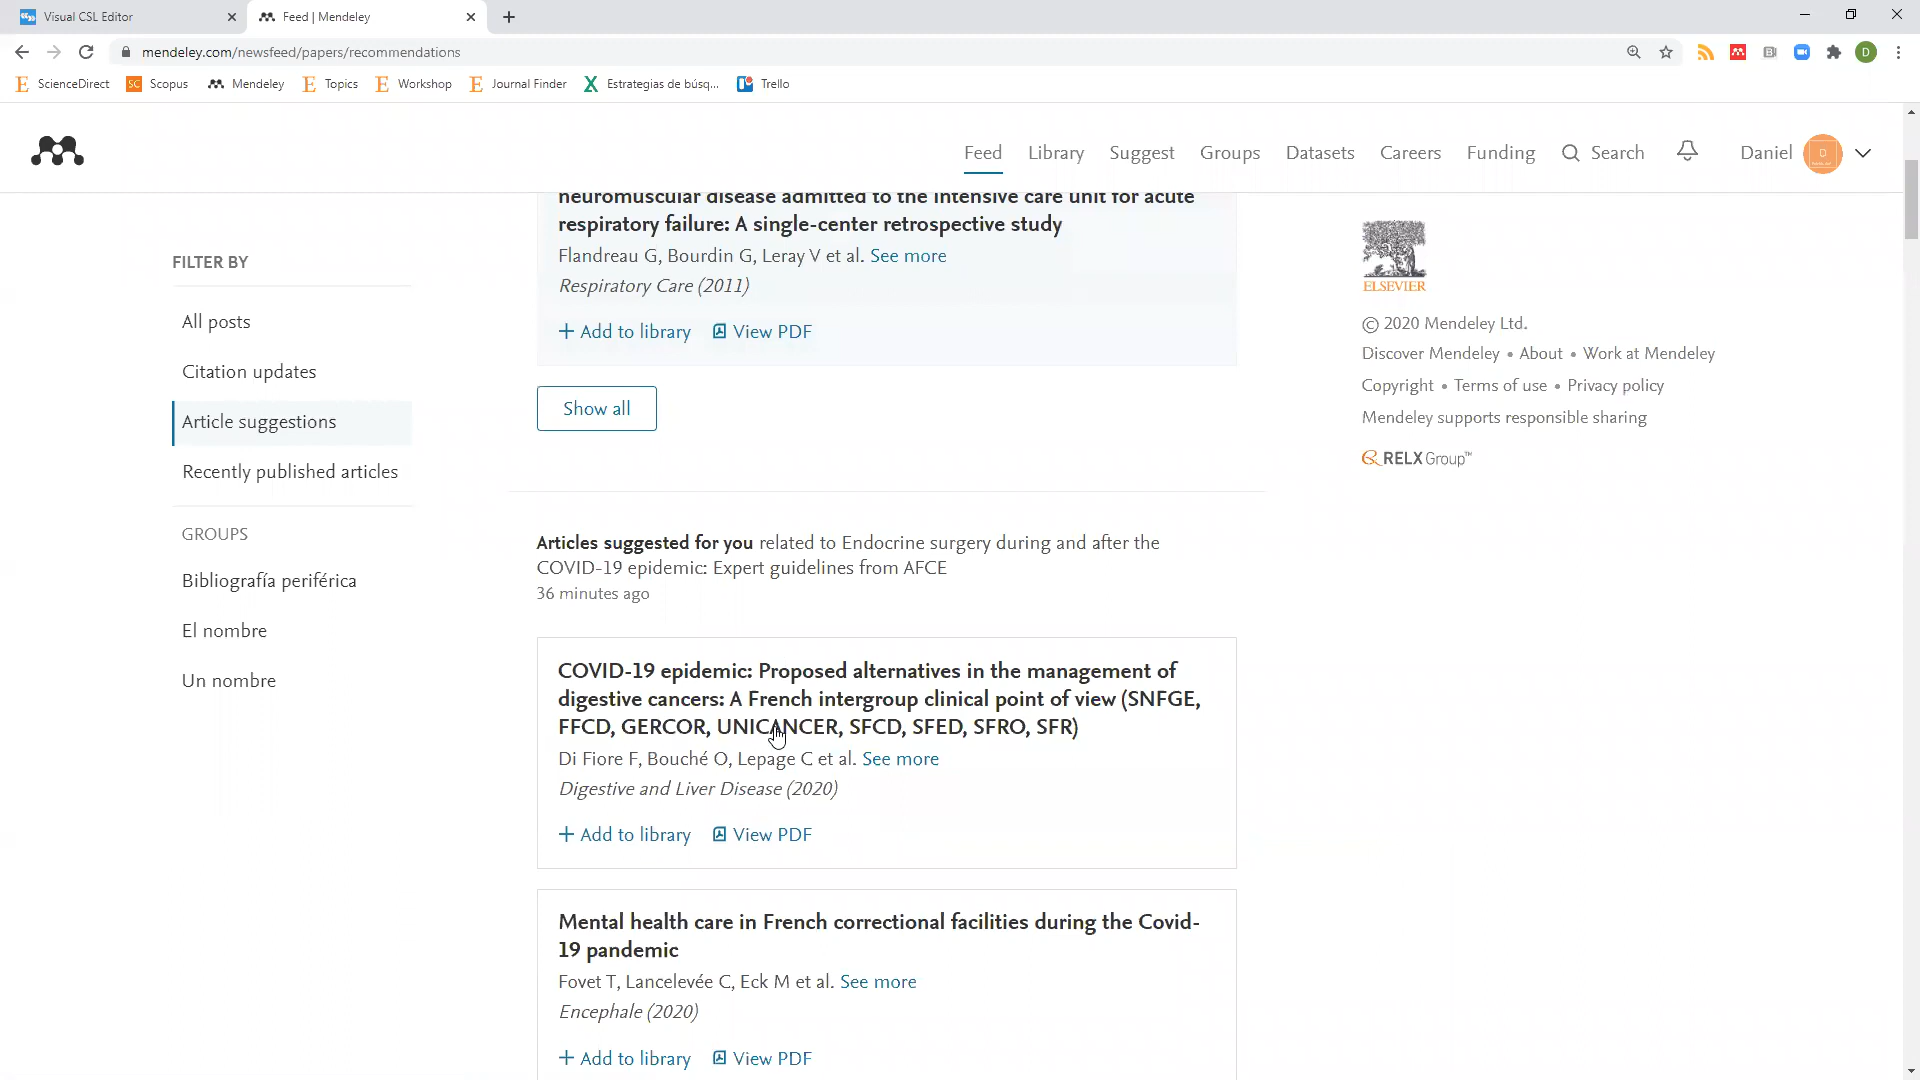 Visual CSL Editor
Feed | Mendeley
mendeley.com/newsfeed/papers/recommendations
ScienceDirect
SC Scopus
Mendeley
Topics
Workshop
Journal Finder
Estrategias de búsq...
Trello
Feed
Library
Suggest
Groups
Datasets
Careers
Funding
Search
Daniel
D
FILTER BY
All posts
Citation updates
Article suggestions
Recently published articles
GROUPS
Bibliografía periférica
El nombre
Un nombre
neuromuscular disease admitted to the intensive care unit for acute
respiratory failure: A single-center retrospective study
Flandreau G, Bourdin G, Leray V et al. See more
Respiratory Care (2011)
+ Add to library View PDF
Show all
Articles suggested for you related to Endocrine surgery during and after the
COVID-19 epidemic: Expert guidelines from AFCE
36 minutes ago
COVID-19 epidemic: Proposed alternatives in the management of
digestive cancers: A French intergroup clinical point of view (SNFGE,
FFCD, GERCOR, UNICANCER, SFCD, SFED, SFRO, SFR)
Di Fiore F, Bouché O, Lepage C et al. See more
Digestive and Liver Disease (2020)
+ Add to library View PDF
Mental health care in French correctional facilities during the Covid-
19 pandemic
Fovet T, Lancelevée C, Eck M et al. See more
Encephale (2020)
+ Add to library View PDF
ELSEVIER
© 2020 Mendeley Ltd.
Discover Mendeley • About • Work at Mendeley
Copyright • Terms of use • Privacy policy
Mendeley supports responsible sharing
RELX Group™